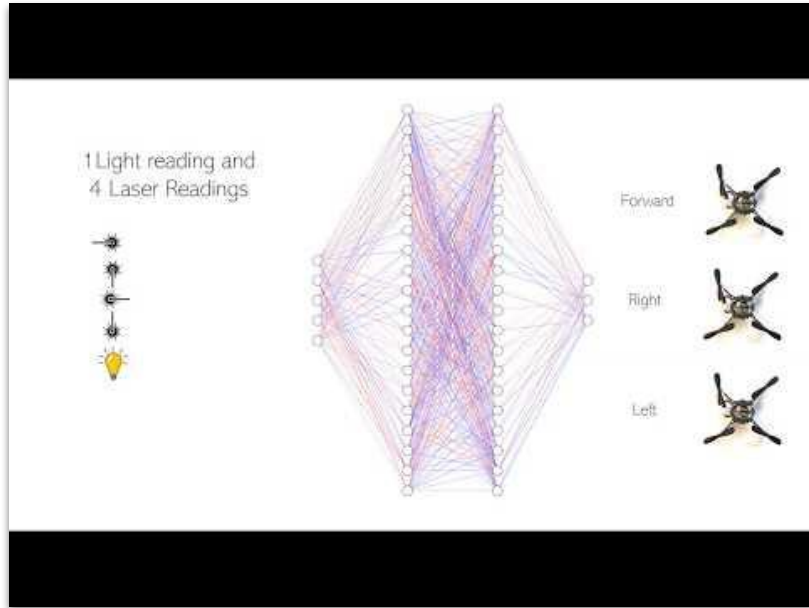 1 Light reading and
4 Laser Readings
Forward
Right
Left